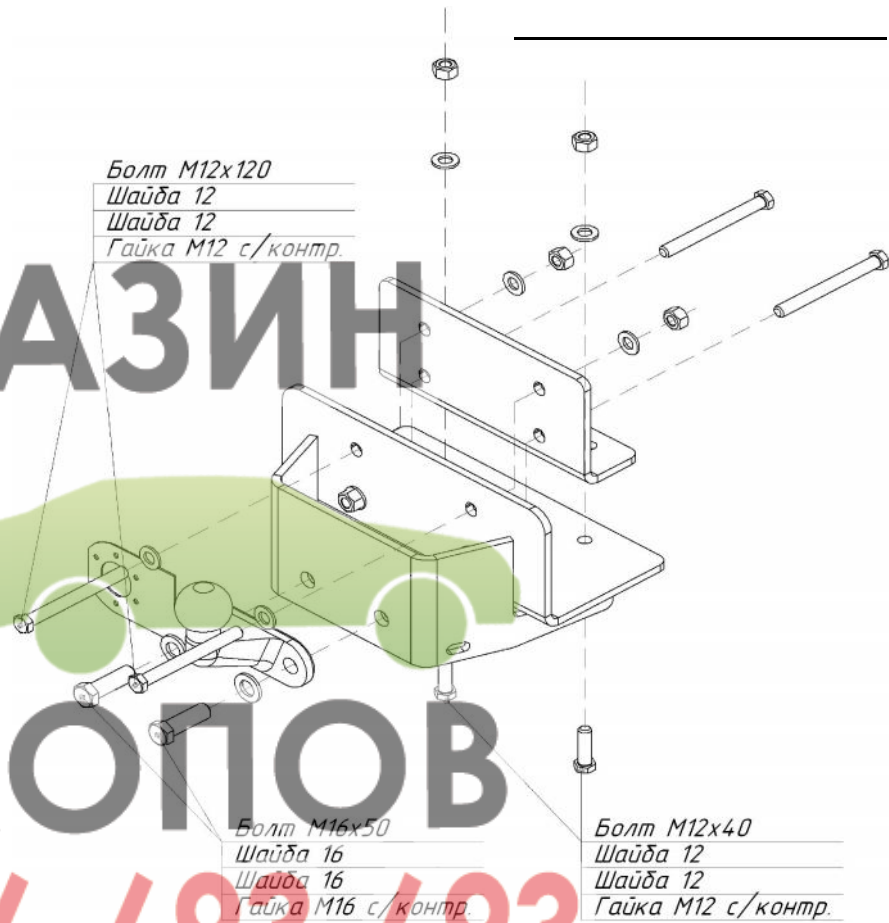 Болт М12х120
Шайба 12
Шайба 12
Гайка М12 с/контр.
АЗИН
ОПОВ
Болт М16х50
Шайба 16
Шайба 16
Гайка М16 с/контр.
Болт М12х40
Шайба 12
Шайба 12
Гайка М12 с/контр.